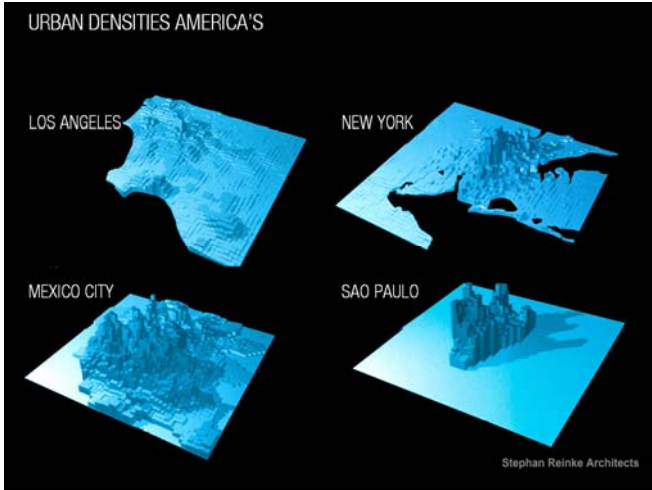 URBAN DENSITIES AMERICA'S
LOS ANGELES
NEW YORK
MEXICO CITY
SAO PAULO
Stephan Reinke Architects